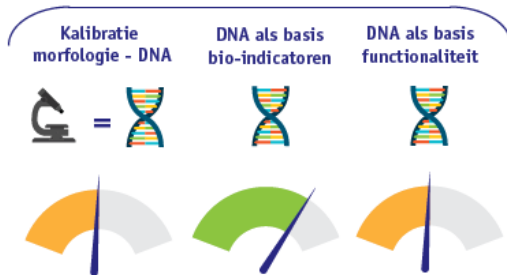 Kalibratie
morfologie - DNA
DNA als basis
bio-indicatoren
DNA als basis
functionaliteit
=